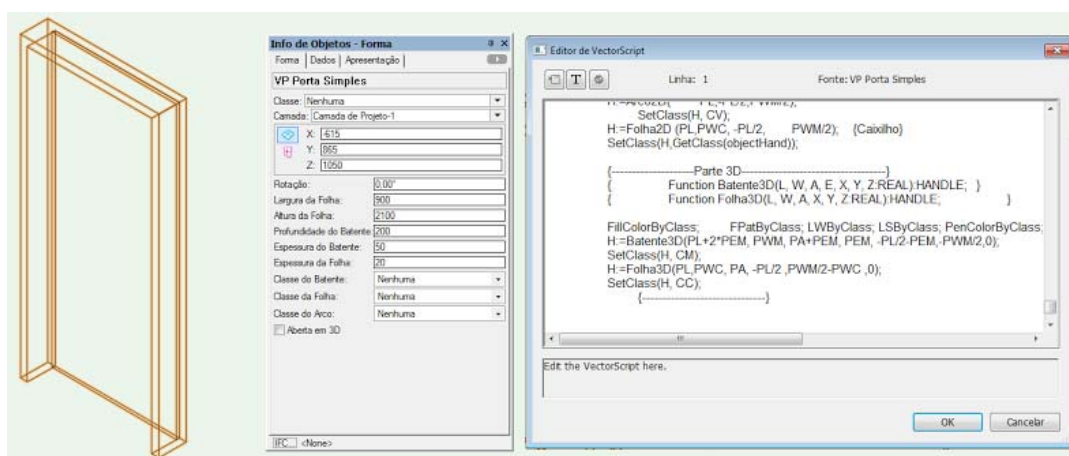 Info de Objetos - Forma
Forma Dados Apresentação
VP Porta Simples
Classe: Nenhuma
Camada: Camada de Projeto-1
X: -615
Y: 865
Z: 1050
Rotação: 0,00°
Largura da Folha: 900
Altura da Folha: 2100
Profundidade do Batente: 200
Espessura do Batente: 50
Espessura da Folha: 20
Classe do Batente: Nenhuma
Classe da Folha: Nenhuma
Classe do Arco: Nenhuma
Aberta em 3D
IFC... <None>
Editor de VectorScript
Linha: 1 Fonte: VP Porta Simples
SetClass(H, CV);
H:=Folha2D (PL,PWC, -PL/2, PWM/2); {Caixilho}
SetClass(H,GetClass(objectHand));
{--------------------Parte 3D-----------------------------------}
{ Function Batente3D(L, W, A, E, X, Y, Z:REAL):HANDLE; }
{ Function Folha3D(L, W, A, X, Y, Z:REAL):HANDLE; }
FillColorByClass; FPatByClass; LWByClass; LSByClass; PenColorByClass;
H:=Batente3D(PL+2*PEM, PWM, PA+PEM, PEM, -PL/2-PEM,-PWM/2,0);
SetClass(H, CM);
H:=Folha3D(PL,PWC, PA, -PL/2 ,PWM/2-PWC ,0);
SetClass(H, CC);
{------------------------------}
Edit the VectorScript here.
OK Cancelar